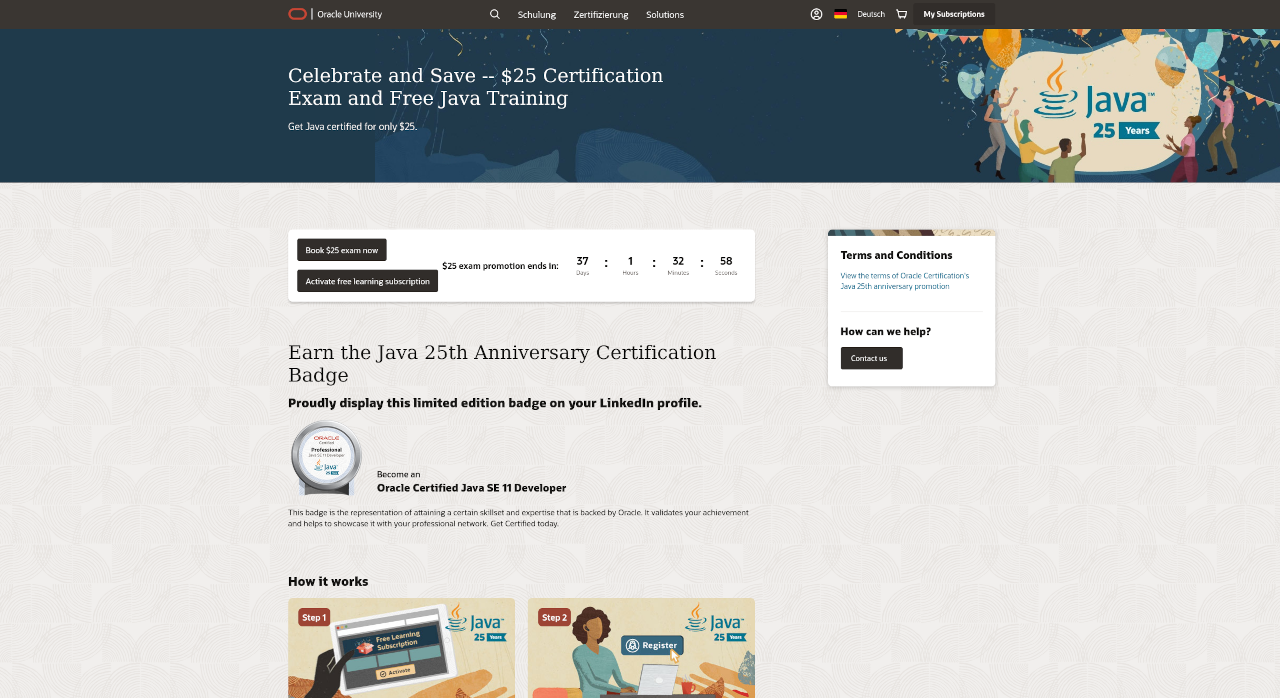 Oracle University
Schulung
Zertifizierung
Solutions
Deutsch
My Subscriptions
Celebrate and Save -- $25 Certification
Exam and Free Java Training
Get Java certified for only $25.
Java™
25 Years
Book $25 exam now
Activate free learning subscription
$25 exam promotion ends in:
37 : 1 : 32 : 58
Days Hours Minutes Seconds
Terms and Conditions
View the terms of Oracle Certification's
Java 25th anniversary promotion
How can we help?
Contact us
Earn the Java 25th Anniversary Certification
Badge
Proudly display this limited edition badge on your LinkedIn profile.
ORACLE
Certified
Professional
Java SE 11 Developer
Java
Become an
Oracle Certified Java SE 11 Developer
This badge is the representation of attaining a certain skillset and expertise that is backed by Oracle. It validates your achievement
and helps to showcase it with your professional network. Get Certified today.
How it works
Step 1
Free Learning
Subscription
Activate
Java™
25 Years
Step 2
Register
Java™
25 Years